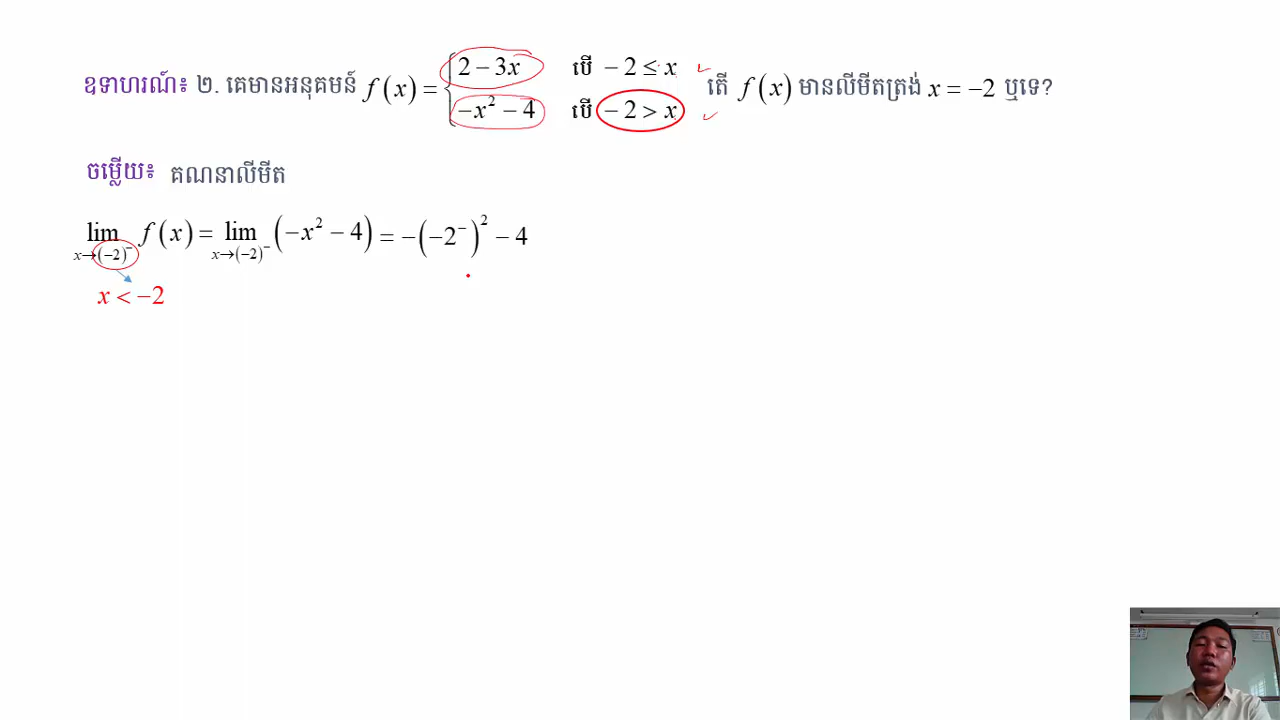 ឧទាហរណ៍៖ ២. គេមានអនុគមន៍ f(x) = { 2 − 3x បើ −2 ≤ x ; −x² − 4 បើ −2 > x តើ f(x) មានលីមីតត្រង់ x = −2 ឬទេ?
ចម្លើយ៖ គណនាលីមីត
lim x→(−2)⁻ f(x) = lim x→(−2)⁻ (−x² − 4) = −(−2⁻)² − 4
x < −2